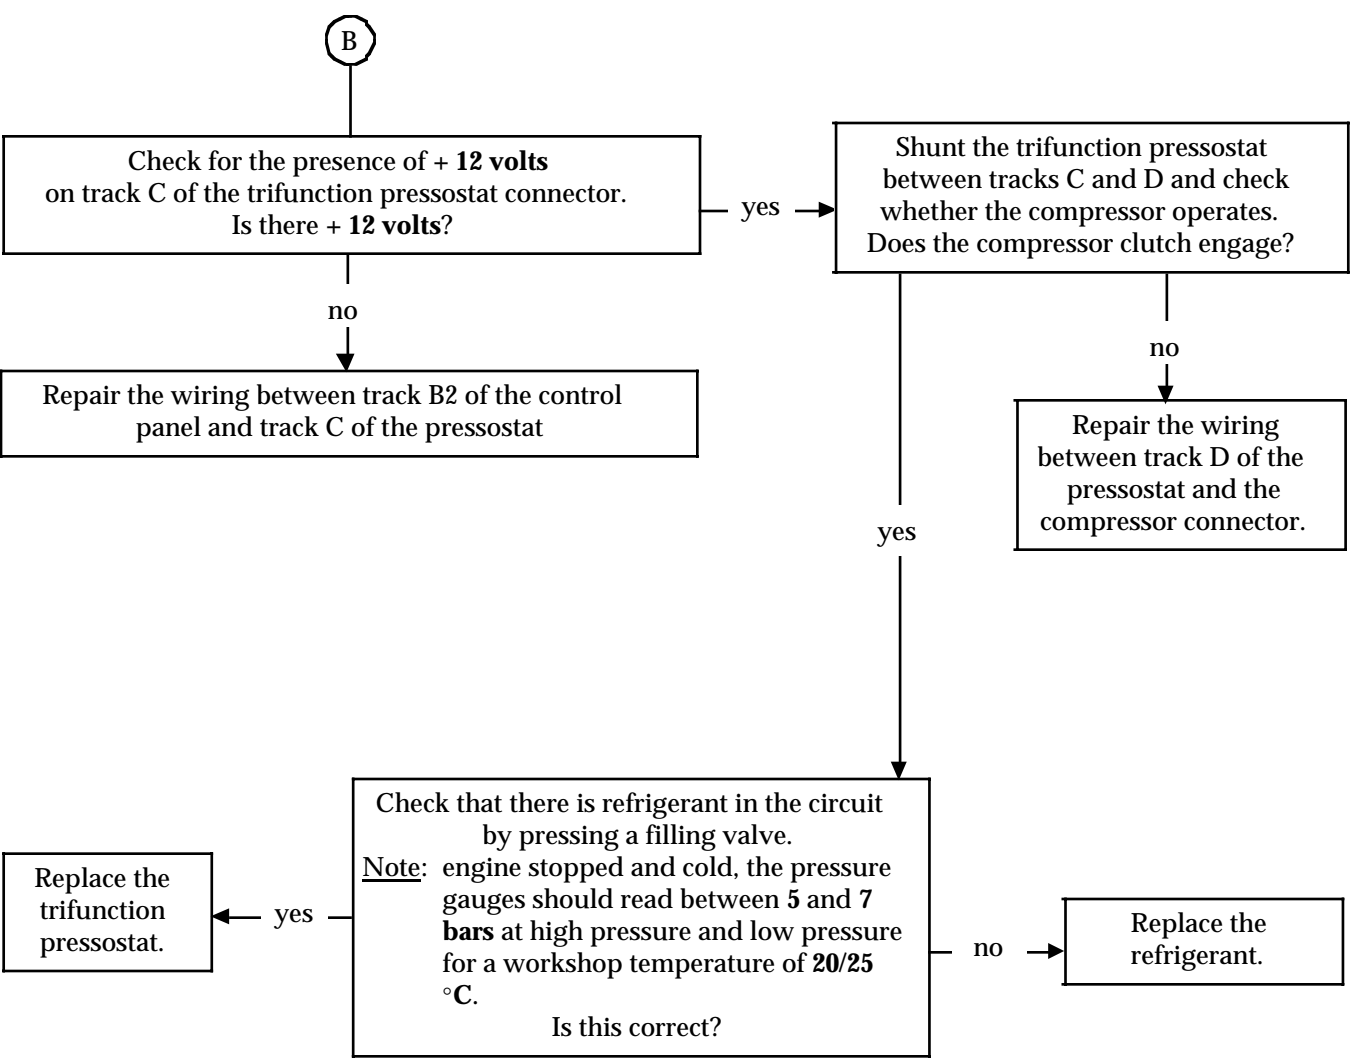 B
Check for the presence of + 12 volts
on track C of the trifunction pressostat connector.
Is there + 12 volts?
yes
Shunt the trifunction pressostat
between tracks C and D and check
whether the compressor operates.
Does the compressor clutch engage?
no
Repair the wiring between track B2 of the control
panel and track C of the pressostat
no
Repair the wiring
between track D of the
pressostat and the
compressor connector.
yes
Check that there is refrigerant in the circuit
by pressing a filling valve.
Note: engine stopped and cold, the pressure
gauges should read between 5 and 7
bars at high pressure and low pressure
for a workshop temperature of 20/25
°C.
Is this correct?
yes
Replace the
trifunction
pressostat.
no
Replace the
refrigerant.